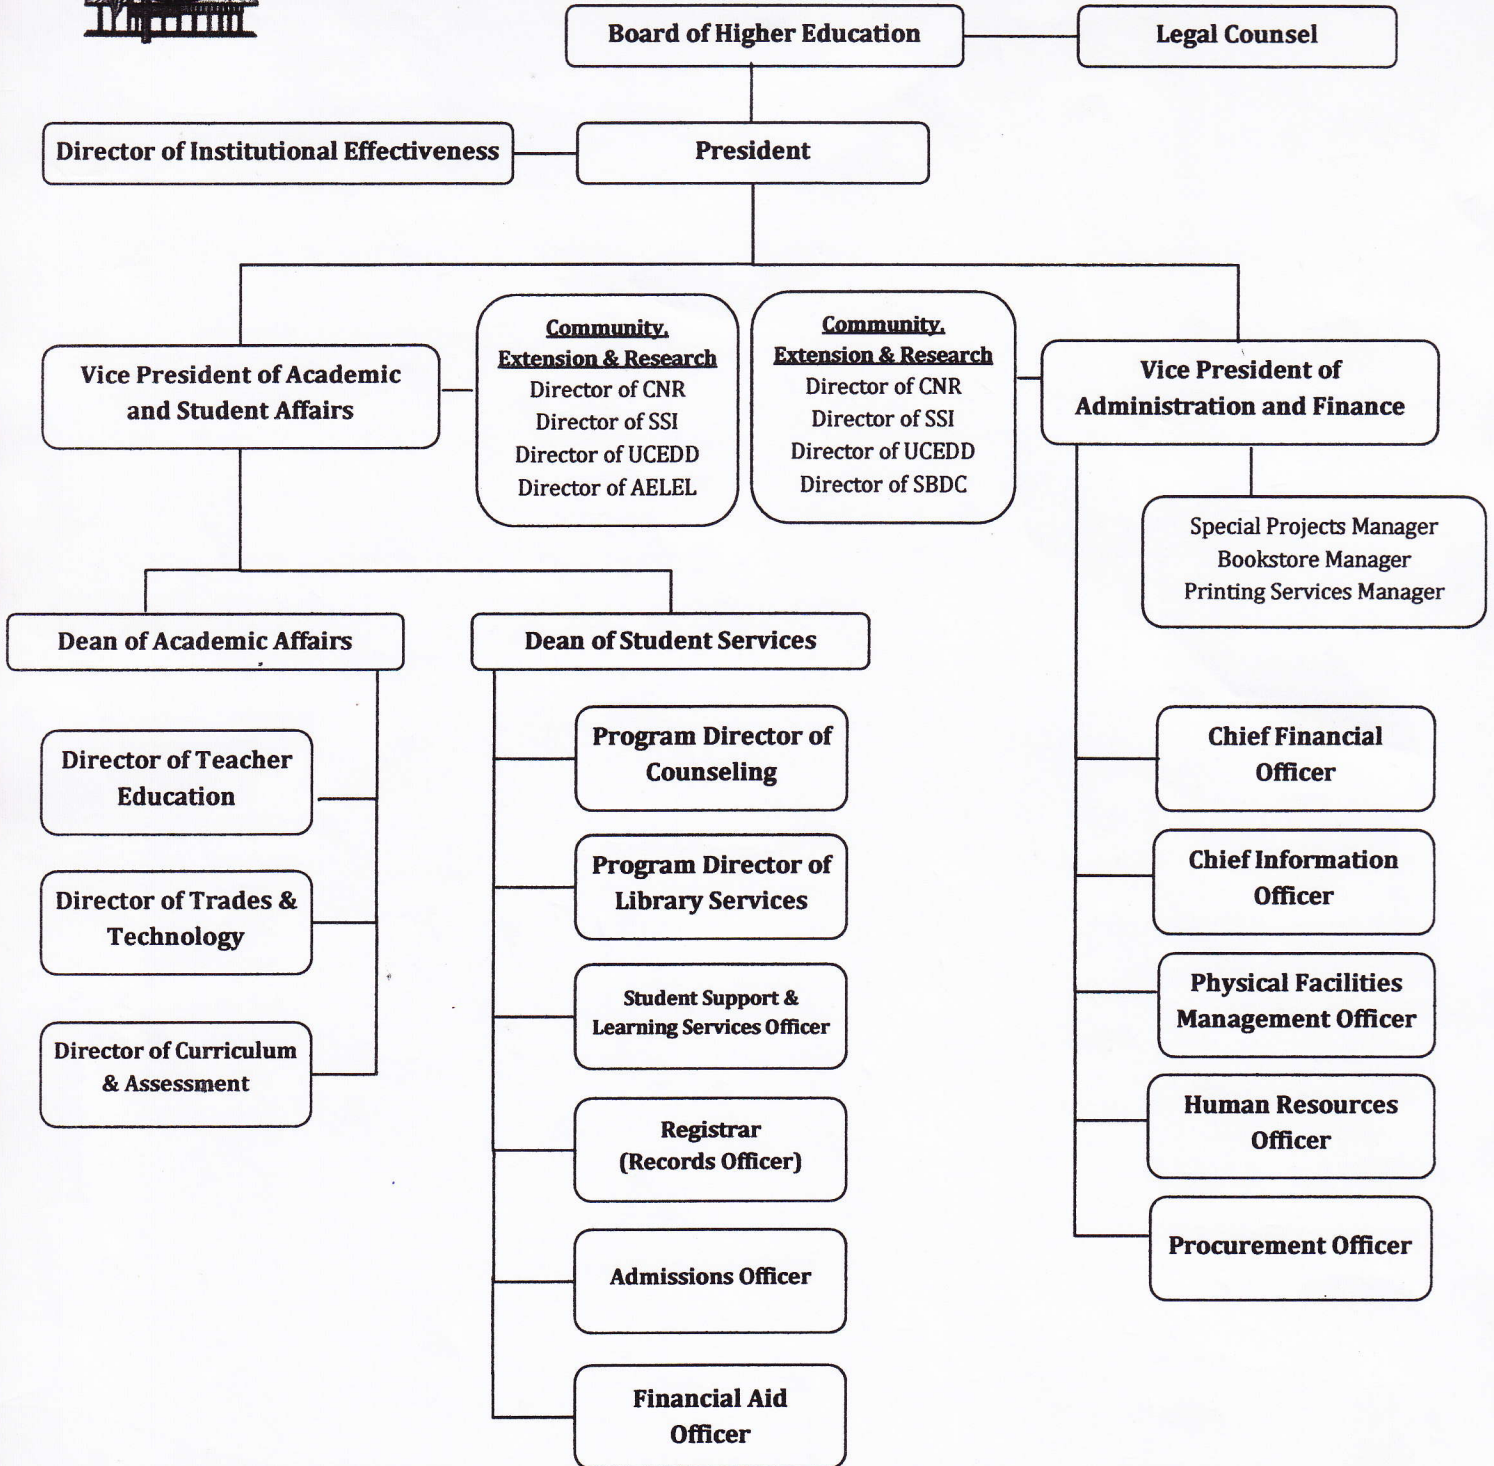 Board of Higher Education
Legal Counsel
Director of Institutional Effectiveness
President
Vice President of Academic
and Student Affairs
Community,
Extension & Research
Director of CNR
Director of SSI
Director of UCEDD
Director of AELEL
Community,
Extension & Research
Director of CNR
Director of SSI
Director of UCEDD
Director of SBDC
Vice President of
Administration and Finance
Special Projects Manager
Bookstore Manager
Printing Services Manager
Dean of Academic Affairs
Director of Teacher
Education
Director of Trades &
Technology
Director of Curriculum
& Assessment
Dean of Student Services
Program Director of
Counseling
Program Director of
Library Services
Student Support &
Learning Services Officer
Registrar
(Records Officer)
Admissions Officer
Financial Aid
Officer
Chief Financial
Officer
Chief Information
Officer
Physical Facilities
Management Officer
Human Resources
Officer
Procurement Officer